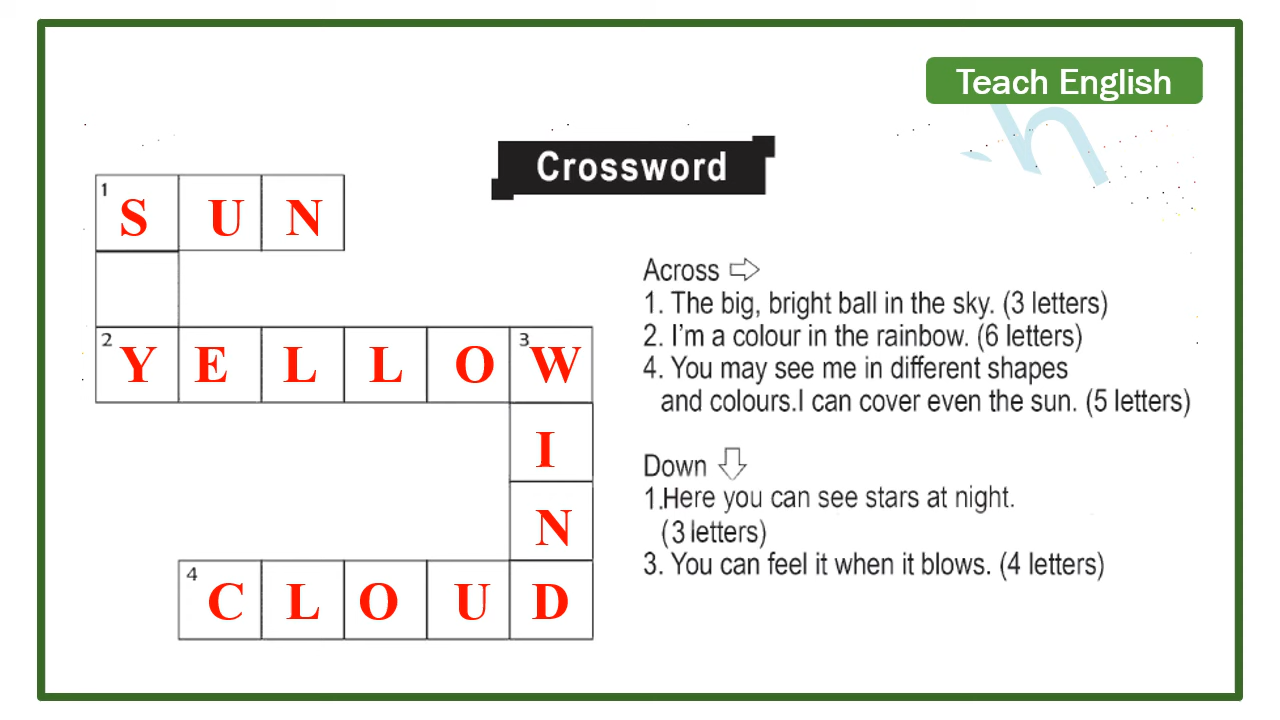 Teach English
Crossword
1
S U N
2
Y E L L O
3
W
I
N
4
C L O U D
Across
1. The big, bright ball in the sky. (3 letters)
2. I'm a colour in the rainbow. (6 letters)
4. You may see me in different shapes
and colours.I can cover even the sun. (5 letters)
Down
1.Here you can see stars at night.
(3 letters)
3. You can feel it when it blows. (4 letters)
h